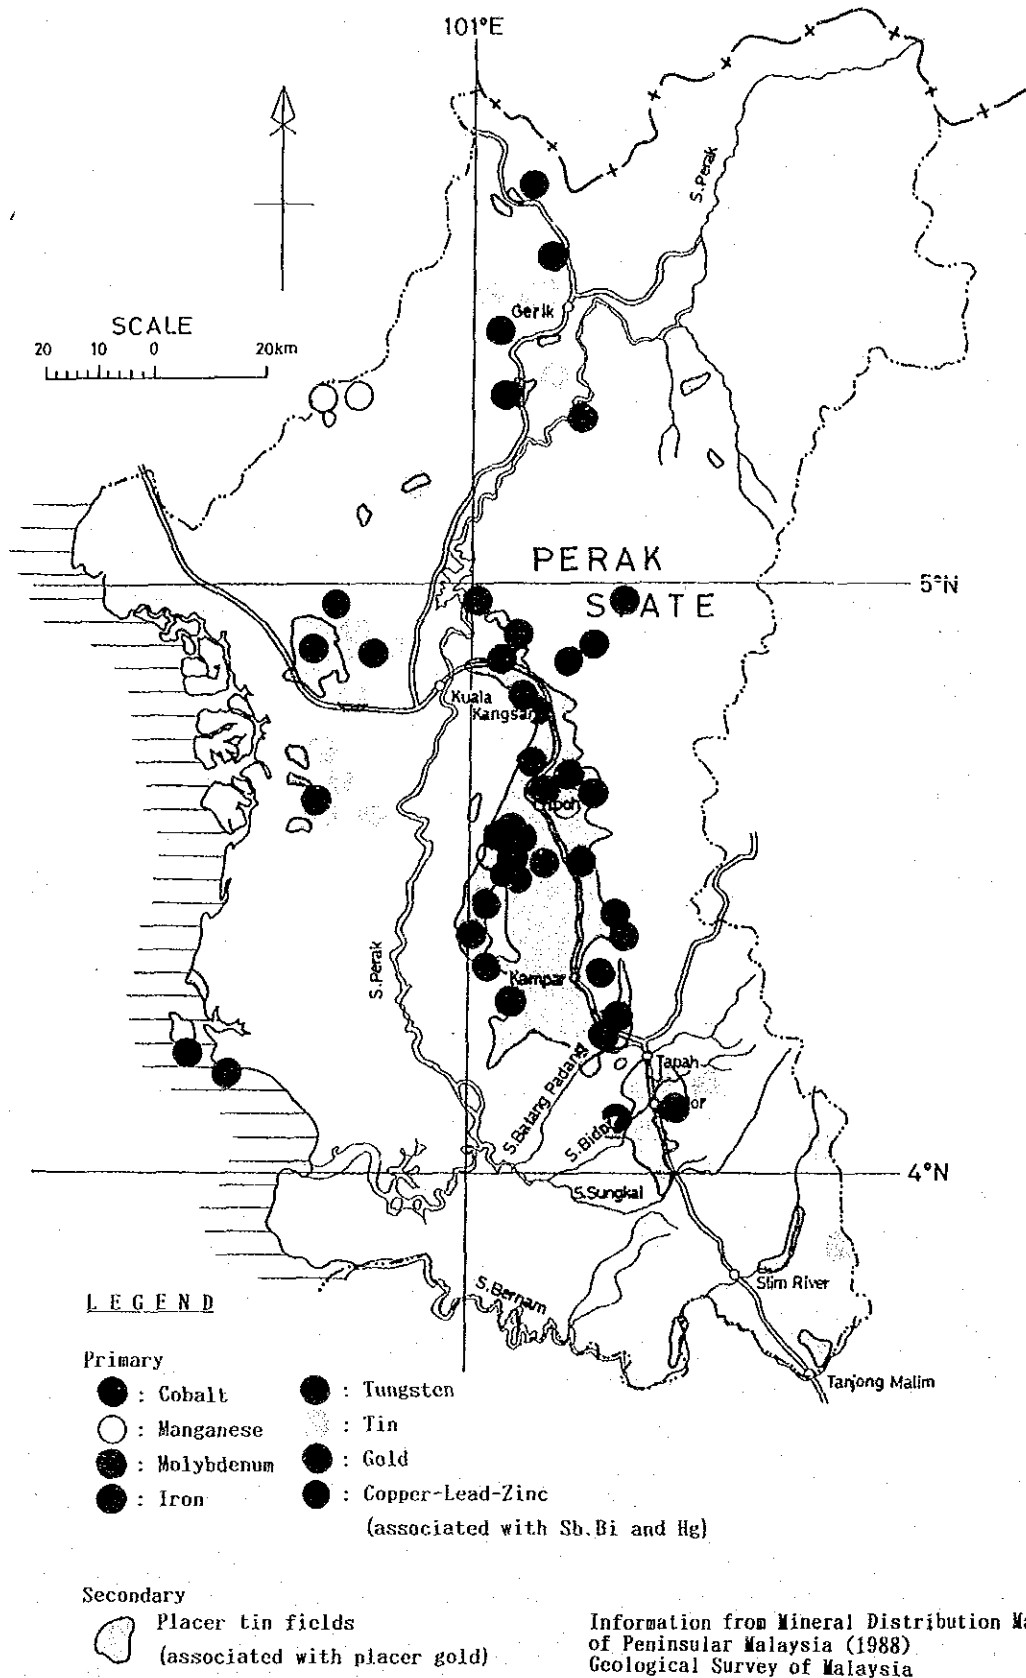 101°E
S.Perak
SCALE
20 10 0 20km
Gerik
PERAK
STATE
5°N
Kuala
Kangsar
Ipoh
S.Perak
Kampar
S.Batang Padang
Tapah
S.Bidor
4°N
S.Sungkai
Slim River
S.Bernam
Tanjong Malim
LEGEND
Primary
: Cobalt
: Manganese
: Molybdenum
: Iron
: Tungsten
: Tin
: Gold
: Copper-Lead-Zinc
(associated with Sb.Bi and Hg)
Secondary
Placer tin fields
(associated with placer gold)
Information from Mineral Distribution Ma
of Peninsular Malaysia (1988)
Geological Survey of Malaysia